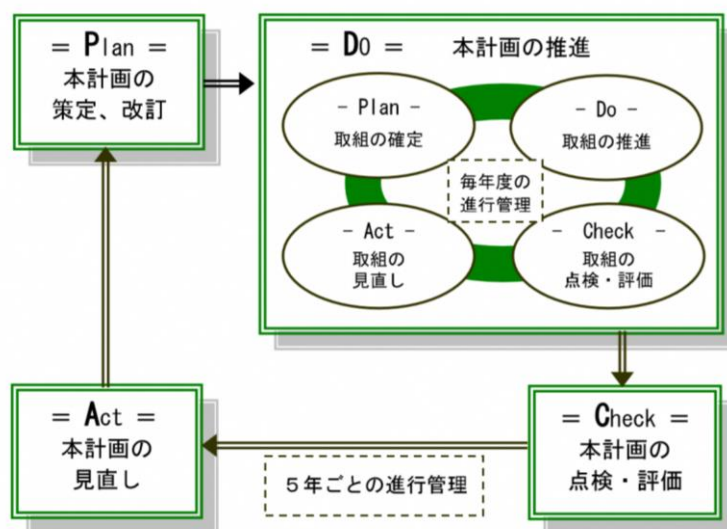 = Plan =
本計画の
策定、改訂
= Do = 本計画の推進
- Plan -
取組の確定
- Do -
取組の推進
毎年度の
進行管理
- Act -
取組の
見直し
- Check -
取組の
点検・評価
= Act =
本計画の
見直し
５年ごとの進行管理
= Check =
本計画の
点検・評価